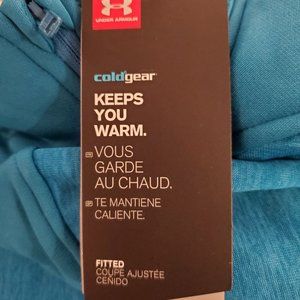 UNDER ARMOUR
coldgear
KEEPS
YOU
WARM.
VOUS
GARDE
AU CHAUD.
TE MANTIENE
CALIENTE.
FITTED
COUPE AJUSTÉE
CEÑIDO